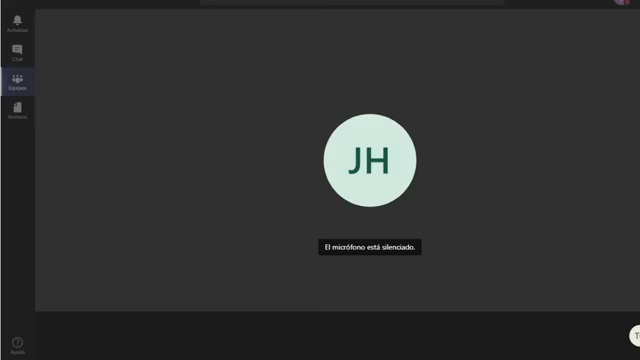 Actividad
Chat
Equipos
Archivos
JH
El micrófono está silenciado.
Ayuda